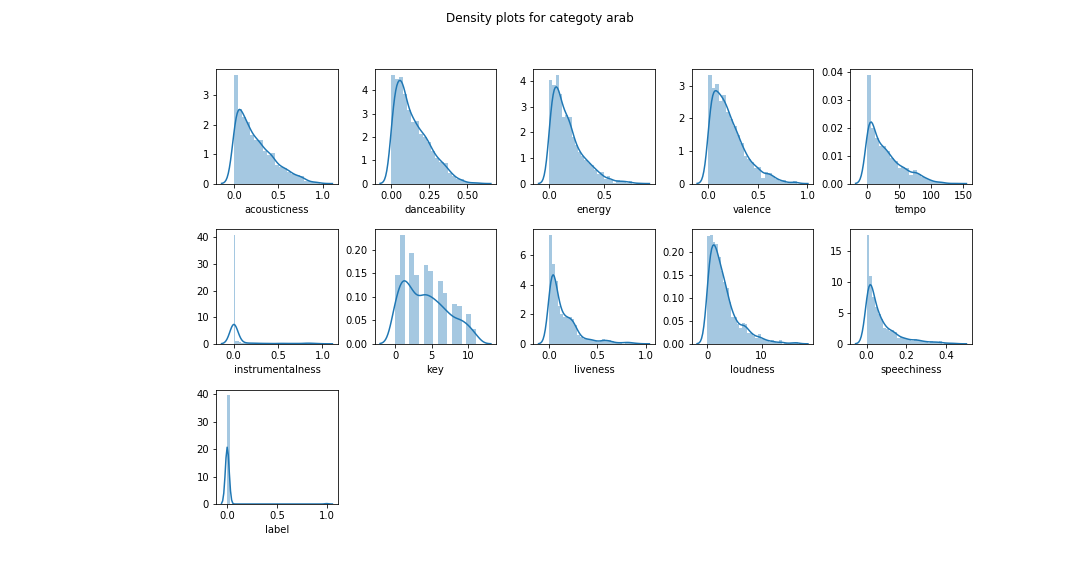 Density plots for categoty arab
3
2
1
0
0.0 0.5 1.0
acousticness
4
3
2
1
0
0.00 0.25 0.50
danceability
4
3
2
1
0
0.0 0.5
energy
3
2
1
0
0.0 0.5 1.0
valence
0.04
0.03
0.02
0.01
0.00
0 50 100 150
tempo
40
30
20
10
0
0.0 0.5 1.0
instrumentalness
0.20
0.15
0.10
0.05
0.00
0 5 10
key
6
4
2
0
0.0 0.5 1.0
liveness
0.20
0.15
0.10
0.05
0.00
0 10
loudness
15
10
5
0
0.0 0.2 0.4
speechiness
40
30
20
10
0
0.0 0.5 1.0
label